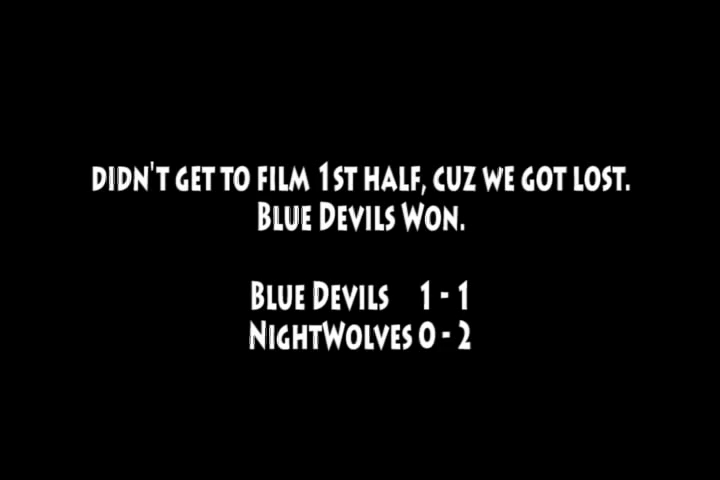 DIDN'T GET TO FILM 1ST HALF, CUZ WE GOT LOST.
BLUE DEVILS WON.
BLUE DEVILS 1 - 1
NIGHTWOLVES 0 - 2